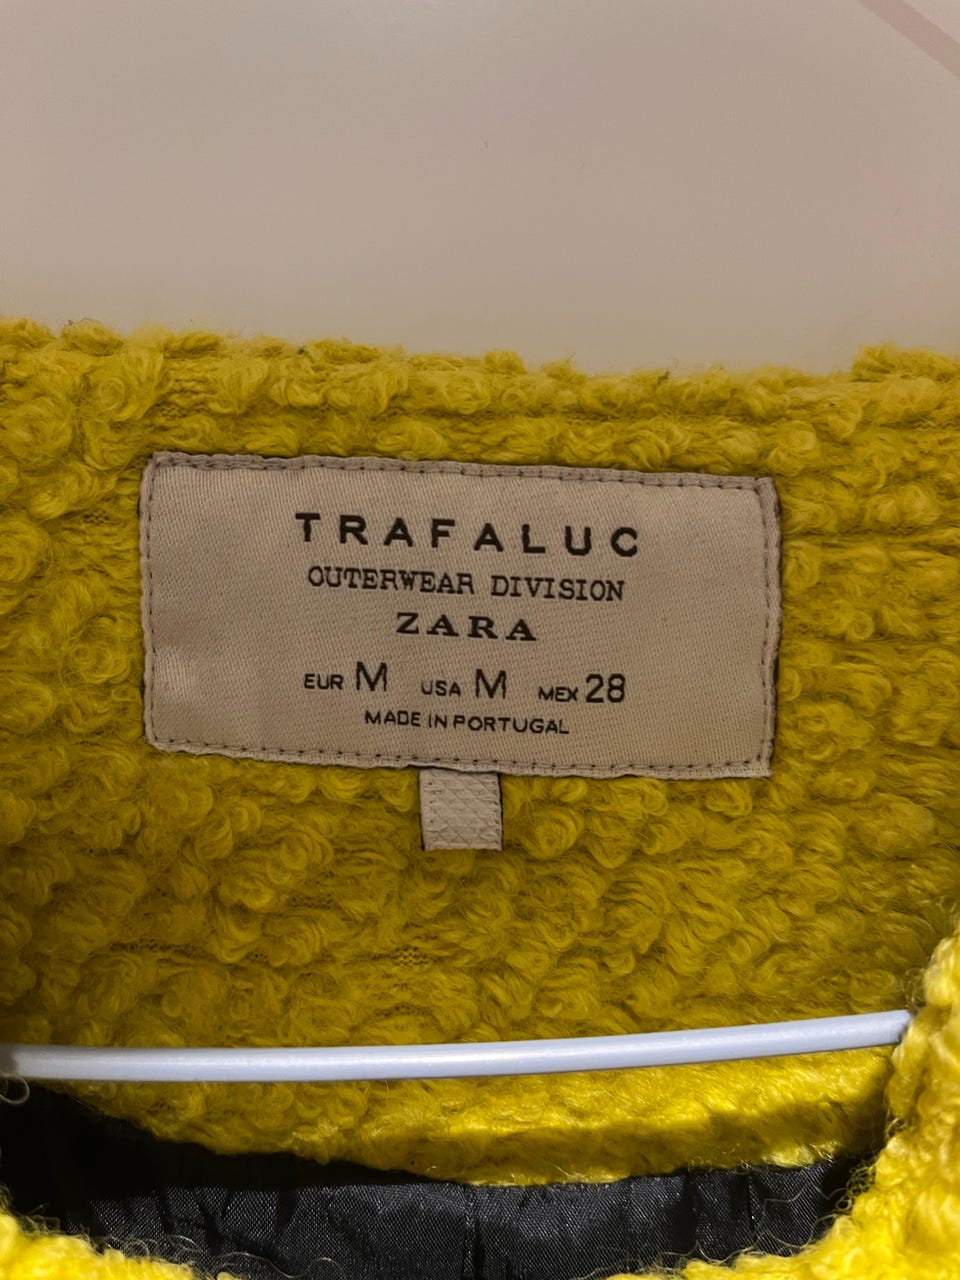 TRAFALUC
OUTERWEAR DIVISION
ZARA
EUR M USA M MEX 28
MADE IN PORTUGAL